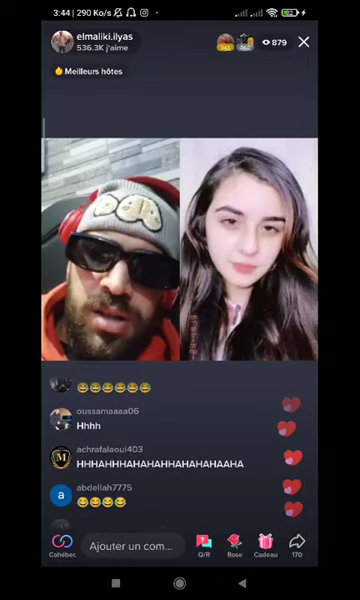 3:44 | 290 Ko/s
elmaliki.ilyas
536.3K j'aime
879
Meilleurs hôtes
oussamaaaa06
Hhhh
achrafalaoui403
HHHAHHHAHAHAHHAHAHAHAAHA
abdellah7775
Cohéber.
Ajouter un com...
Q/R
Rose
Cadeau
170